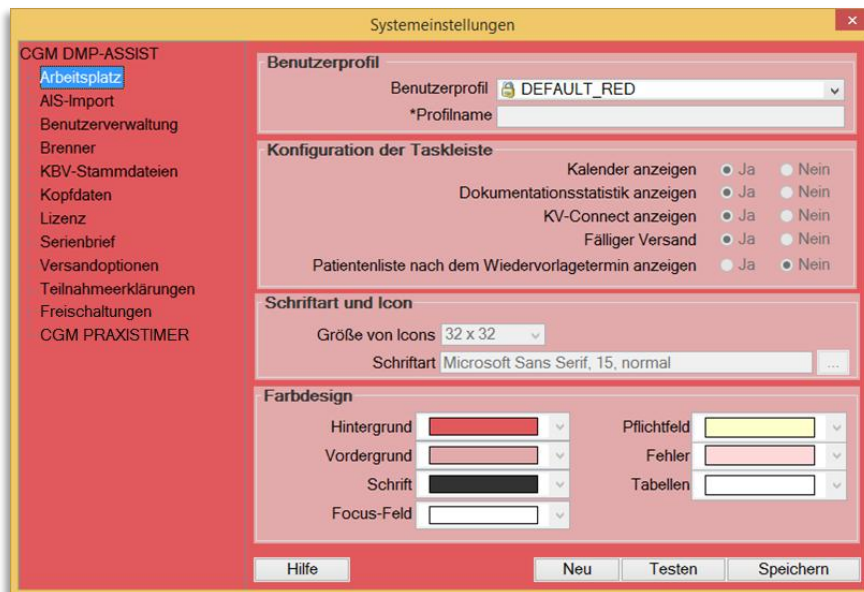 Systemeinstellungen
CGM DMP-ASSIST
Arbeitsplatz
AIS-Import
Benutzerverwaltung
Brenner
KBV-Stammdateien
Kopfdaten
Lizenz
Serienbrief
Versandoptionen
Teilnahmeerklärungen
Freischaltungen
CGM PRAXISTIMER
Benutzerprofil
Benutzerprofil DEFAULT_RED
*Profilname
Konfiguration der Taskleiste
Kalender anzeigen Ja Nein
Dokumentationsstatistik anzeigen Ja Nein
KV-Connect anzeigen Ja Nein
Fälliger Versand Ja Nein
Patientenliste nach dem Wiedervorlagetermin anzeigen Ja Nein
Schriftart und Icon
Größe von Icons 32 x 32
Schriftart Microsoft Sans Serif, 15, normal ...
Farbdesign
Hintergrund Pflichtfeld
Vordergrund Fehler
Schrift Tabellen
Focus-Feld
Hilfe Neu Testen Speichern